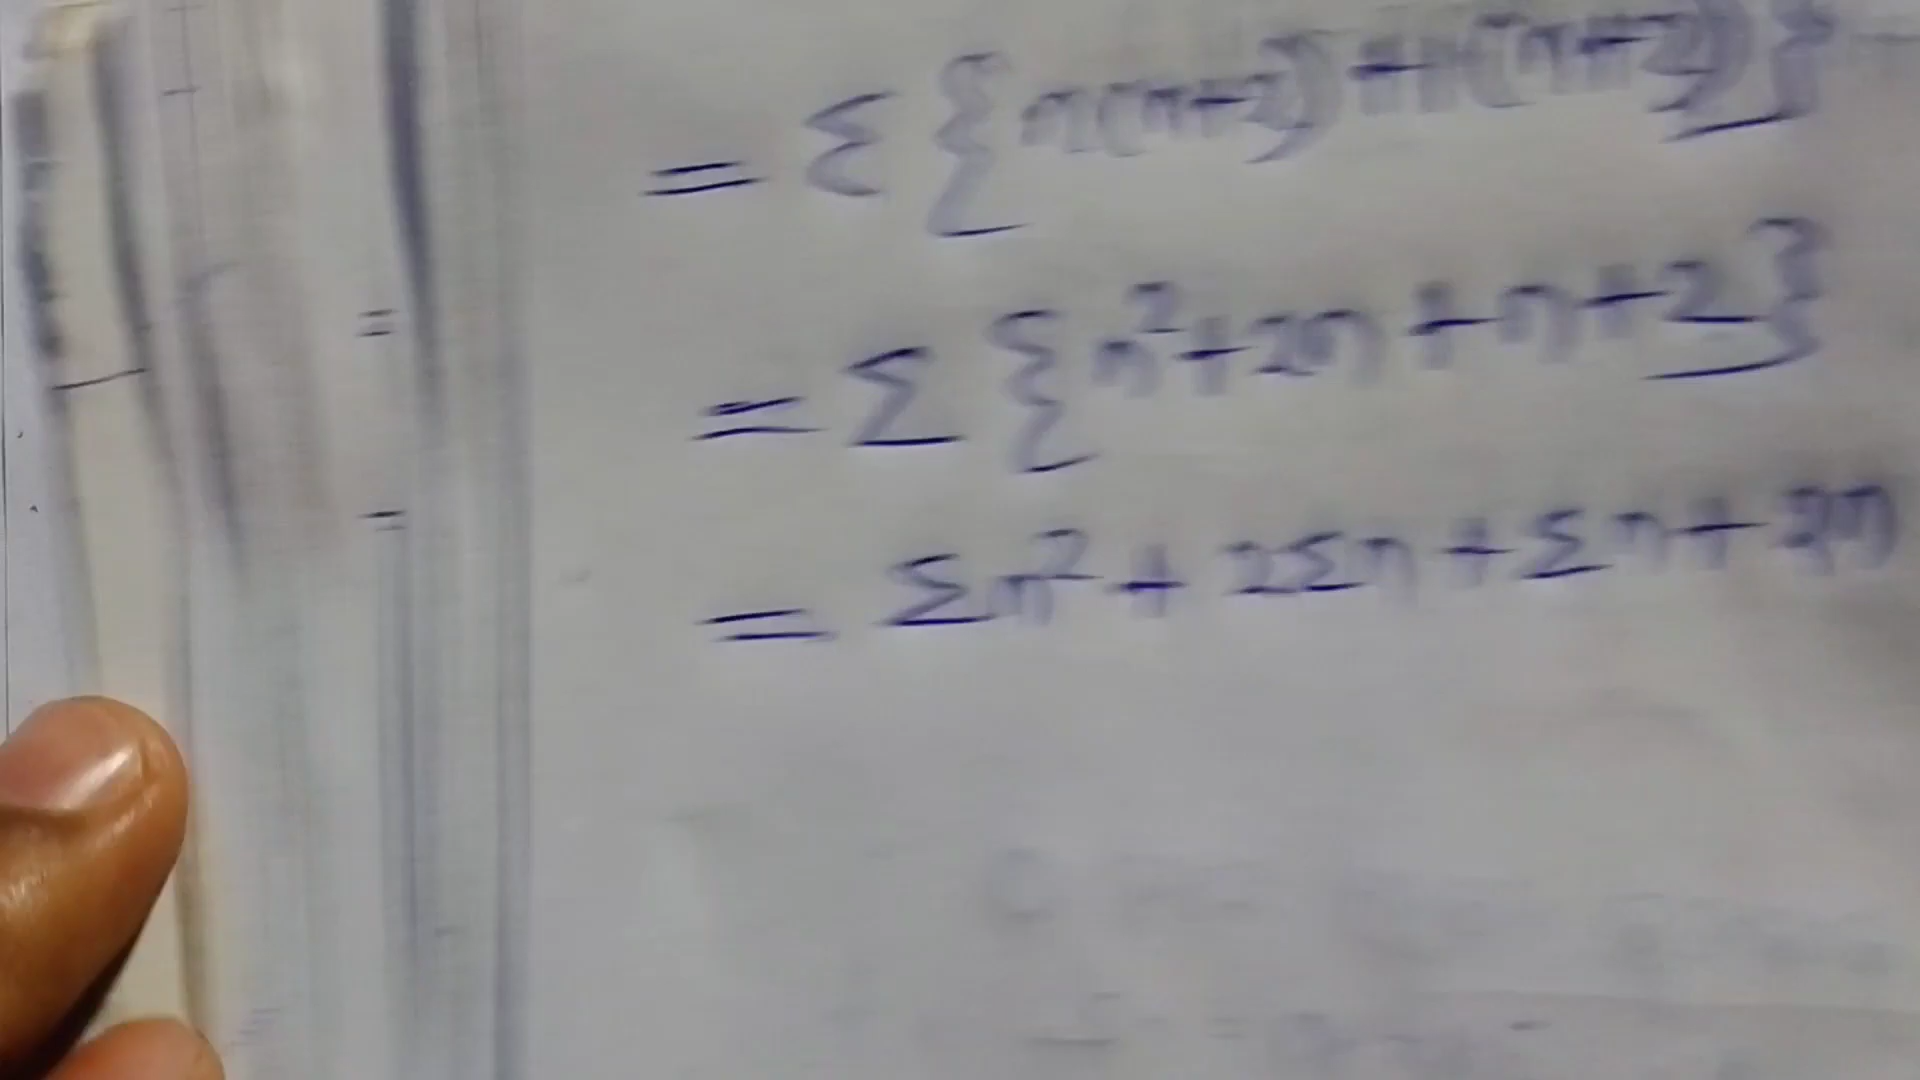 = Σ {n(n+2)+1(n+2)}
= Σ {n²+2n+n+2}
= Σn² + 2Σn + Σn + 2n